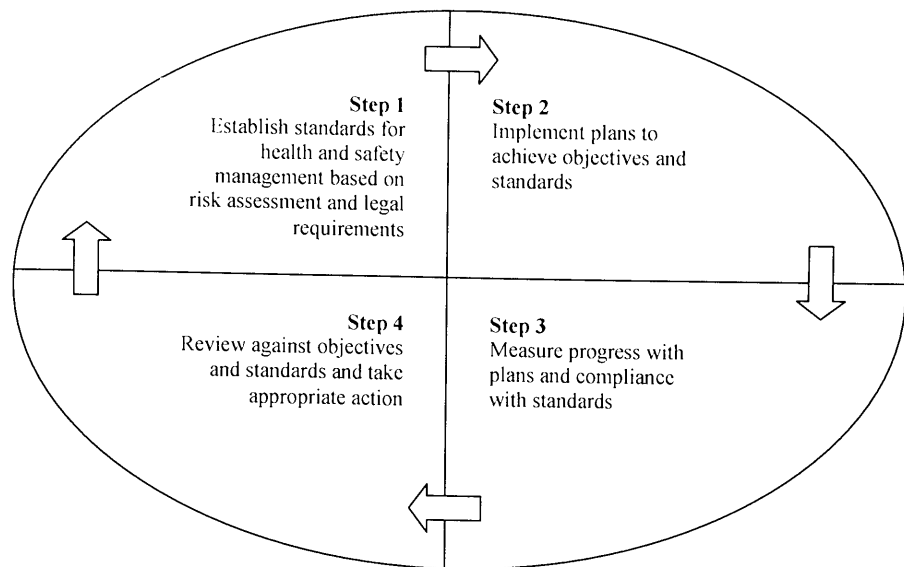 Step 1
Establish standards for
health and safety
management based on
risk assessment and legal
requirements
Step 2
Implement plans to
achieve objectives and
standards
Step 3
Measure progress with
plans and compliance
with standards
Step 4
Review against objectives
and standards and take
appropriate action